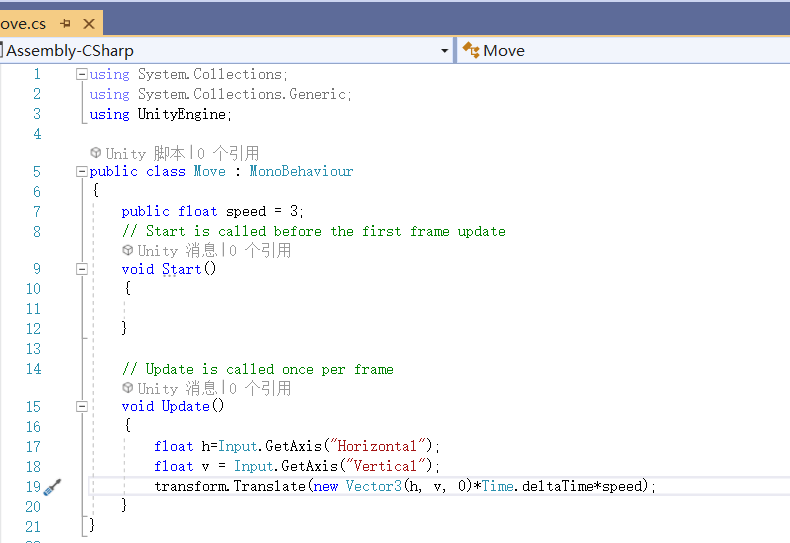 ove.cs
Assembly-CSharp Move
1 using System.Collections;
2 using System.Collections.Generic;
3 using UnityEngine;
4
Unity 脚本|0 个引用
5 public class Move : MonoBehaviour
6 {
7 public float speed = 3;
8 // Start is called before the first frame update
Unity 消息|0 个引用
9 void Start()
10 {
11
12 }
13
14 // Update is called once per frame
Unity 消息|0 个引用
15 void Update()
16 {
17 float h=Input.GetAxis("Horizontal");
18 float v = Input.GetAxis("Vertical");
19 transform.Translate(new Vector3(h, v, 0)*Time.deltaTime*speed);
20 }
21 }